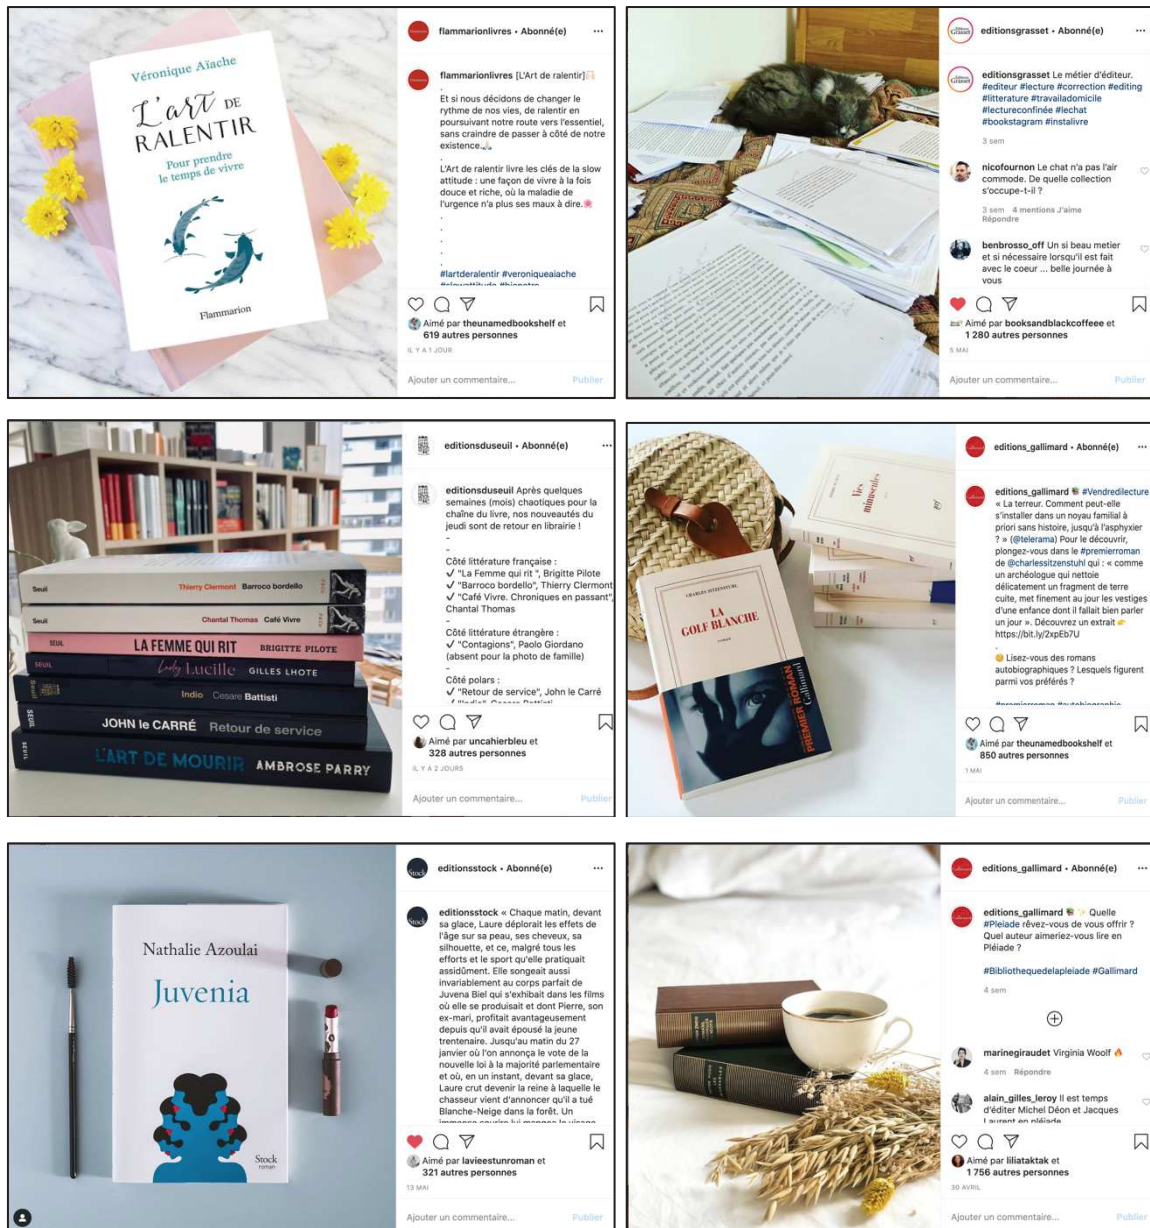 Véronique Aïache
L'art DE
RALENTIR
Pour prendre
le temps de vivre
Flammarion
flammarionlivres • Abonné(e)
flammarionlivres [L'Art de ralentir]
.
Et si nous décidons de changer le
rythme de nos vies, de ralentir en
poursuivant notre route vers l'essentiel,
sans craindre de passer à côté de notre
existence.
.
L'Art de ralentir livre les clés de la slow
attitude : une façon de vivre à la fois
douce et riche, où la maladie de
l'urgence n'a plus ses maux à dire.
.
.
.
.
.
#lartderalentir #veroniqueaiache
#slowattitude #bienetre
Aimé par theunamedbookshelf et
619 autres personnes
IL Y A 1 JOUR
Ajouter un commentaire... Publier
editionsgrasset • Abonné(e)
editionsgrasset Le métier d'éditeur.
#editeur #lecture #correction #editing
#litterature #travailadomicile
#lectureconfinée #lechat
#bookstagram #instalivre
3 sem
nicofournon Le chat n'a pas l'air
commode. De quelle collection
s'occupe-t-il ?
3 sem 4 mentions J'aime
Répondre
benbrosso_off Un si beau metier
et si nécessaire lorsqu'il est fait
avec le coeur ... belle journée à
vous
Aimé par booksandblackcoffeee et
1 280 autres personnes
5 MAI
Ajouter un commentaire... Publier
Seuil Thierry Clermont Barroco bordello
Seuil Chantal Thomas Café Vivre
SEUIL LA FEMME QUI RIT BRIGITTE PILOTE
SEUIL Lady Lucille GILLES LHOTE
Seuil Indio Cesare Battisti
SEUIL JOHN le CARRÉ Retour de service
SEUIL L'ART DE MOURIR AMBROSE PARRY
editionsduseuil • Abonné(e)
editionsduseuil Après quelques
semaines (mois) chaotiques pour la
chaîne du livre, nos nouveautés du
jeudi sont de retour en librairie !
-
-
Côté littérature française :
✓ "La Femme qui rit ", Brigitte Pilote
✓ "Barroco bordello", Thierry Clermont
✓ "Café Vivre. Chroniques en passant",
Chantal Thomas
-
Côté littérature étrangère :
✓ "Contagions", Paolo Giordano
(absent pour la photo de famille)
-
Côté polars :
✓ "Retour de service", John le Carré
✓ "Indio", Cesare Battisti
Aimé par uncahierbleu et
328 autres personnes
IL Y A 2 JOURS
Ajouter un commentaire... Publier
Vies
minuscules
nrf
CHARLES SITZENSTUHL
LA
GOLF BLANCHE
roman
PREMIER ROMAN
Gallimard
editions_gallimard • Abonné(e)
editions_gallimard #Vendredilecture
« La terreur. Comment peut-elle
s'installer dans un noyau familial à
priori sans histoire, jusqu'à l'asphyxier
? » (@telerama) Pour le découvrir,
plongez-vous dans le #premierroman
de @charlessitzenstuhl qui : « comme
un archéologue qui nettoie
délicatement un fragment de terre
cuite, met finement au jour les vestiges
d'une enfance dont il fallait bien parler
un jour ». Découvrez un extrait
https://bit.ly/2xpEb7U
.
Lisez-vous des romans
autobiographiques ? Lesquels figurent
parmi vos préférés ?
#premierroman #autobiographie
Aimé par theunamedbookshelf et
850 autres personnes
1 MAI
Ajouter un commentaire... Publier
Nathalie Azoulai
Juvenia
Stock
roman
editionsstock • Abonné(e)
editionsstock « Chaque matin, devant
sa glace, Laure déplorait les effets de
l'âge sur sa peau, ses cheveux, sa
silhouette, et ce, malgré tous les
efforts et le sport qu'elle pratiquait
assidûment. Elle songeait aussi
invariablement au corps parfait de
Juvena Biel qui s'exhibait dans les films
où elle se produisait et dont Pierre, son
ex-mari, profitait avantageusement
depuis qu'il avait épousé la jeune
trentenaire. Jusqu'au matin du 27
janvier où l'on annonça le vote de la
nouvelle loi à la majorité parlementaire
et où, en un instant, devant sa glace,
Laure crut devenir la reine à laquelle le
chasseur vient d'annoncer qu'il a tué
Blanche-Neige dans la forêt. Un
immense sourire lui mangea le visage
Aimé par lavieestunroman et
321 autres personnes
13 MAI
Ajouter un commentaire... Publier
editions_gallimard • Abonné(e)
editions_gallimard Quelle
#Pleiade rêvez-vous de vous offrir ?
Quel auteur aimeriez-vous lire en
Pléiade ?
#Bibliothequedelapleiade #Gallimard
4 sem
marinegiraudet Virginia Woolf
4 sem Répondre
alain_gilles_leroy Il est temps
d'éditer Michel Déon et Jacques
Laurent en pléiade
Aimé par liliataktak et
1 756 autres personnes
30 AVRIL
Ajouter un commentaire... Publier